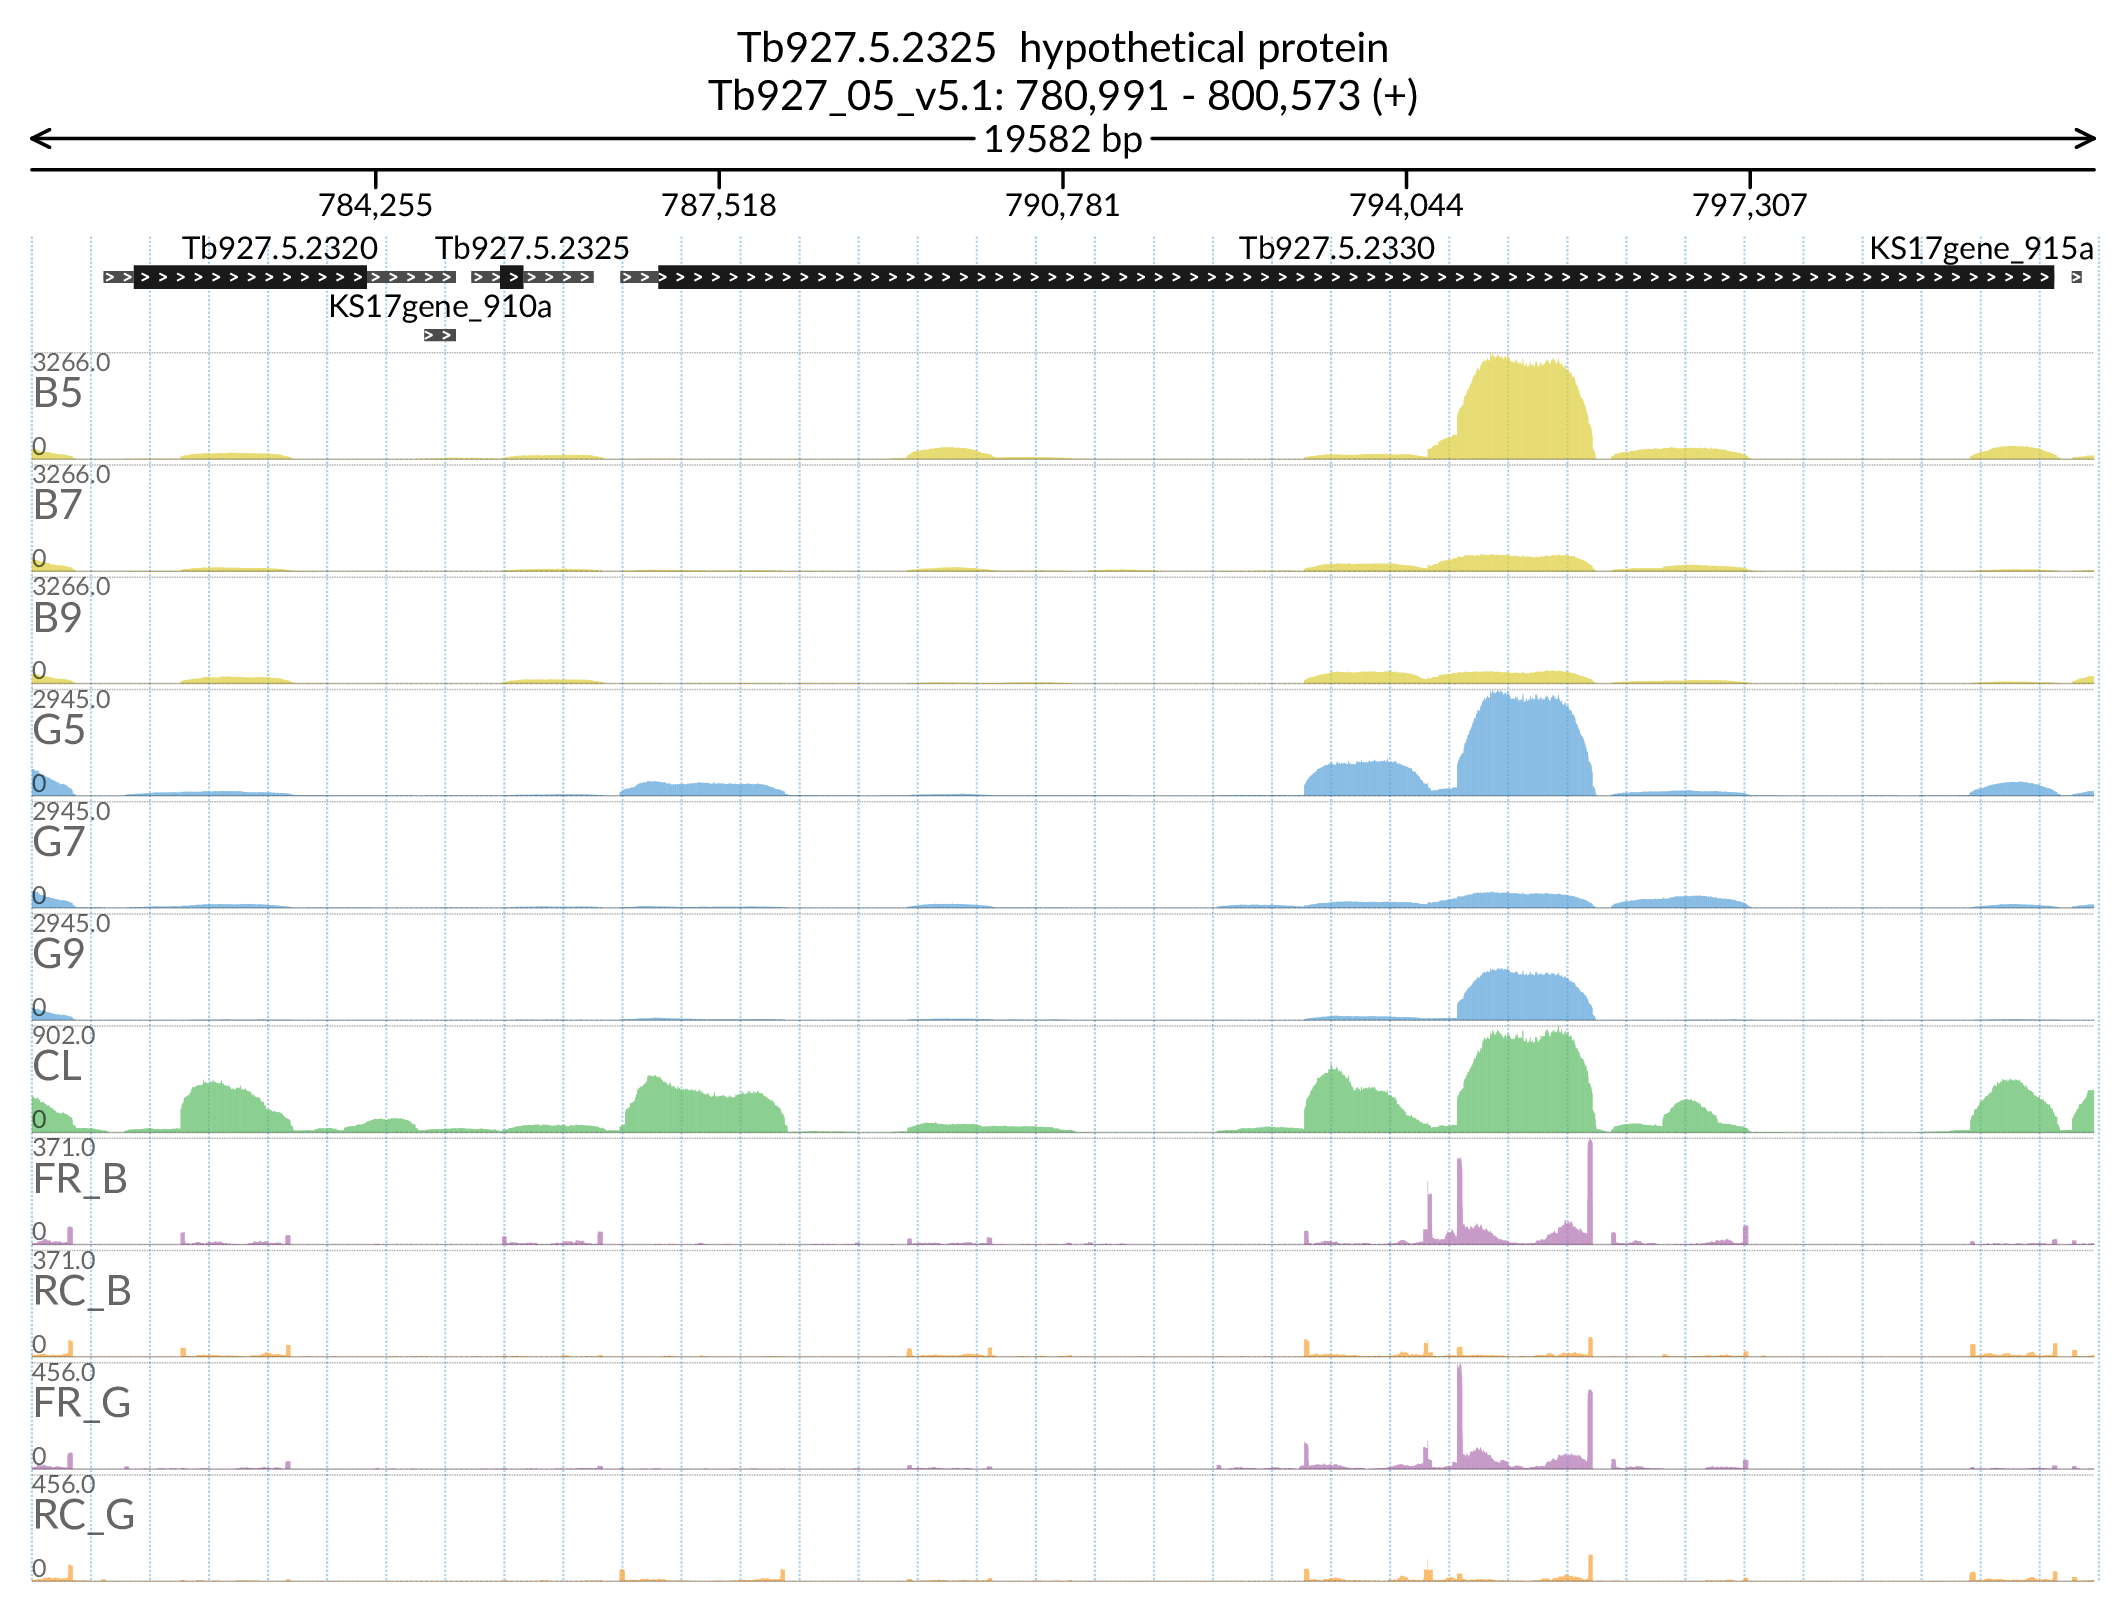 Tb927.5.2325  hypothetical protein
Tb927_05_v5.1: 780,991 - 800,573 (+)
19582 bp
784,255 787,518 790,781 794,044 797,307
Tb927.5.2320 Tb927.5.2325 Tb927.5.2330 KS17gene_915a
KS17gene_910a
3266.0
B5
0
3266.0
B7
0
3266.0
B9
0
2945.0
G5
0
2945.0
G7
0
2945.0
G9
0
902.0
CL
0
371.0
FR_B
0
371.0
RC_B
0
456.0
FR_G
0
456.0
RC_G
0